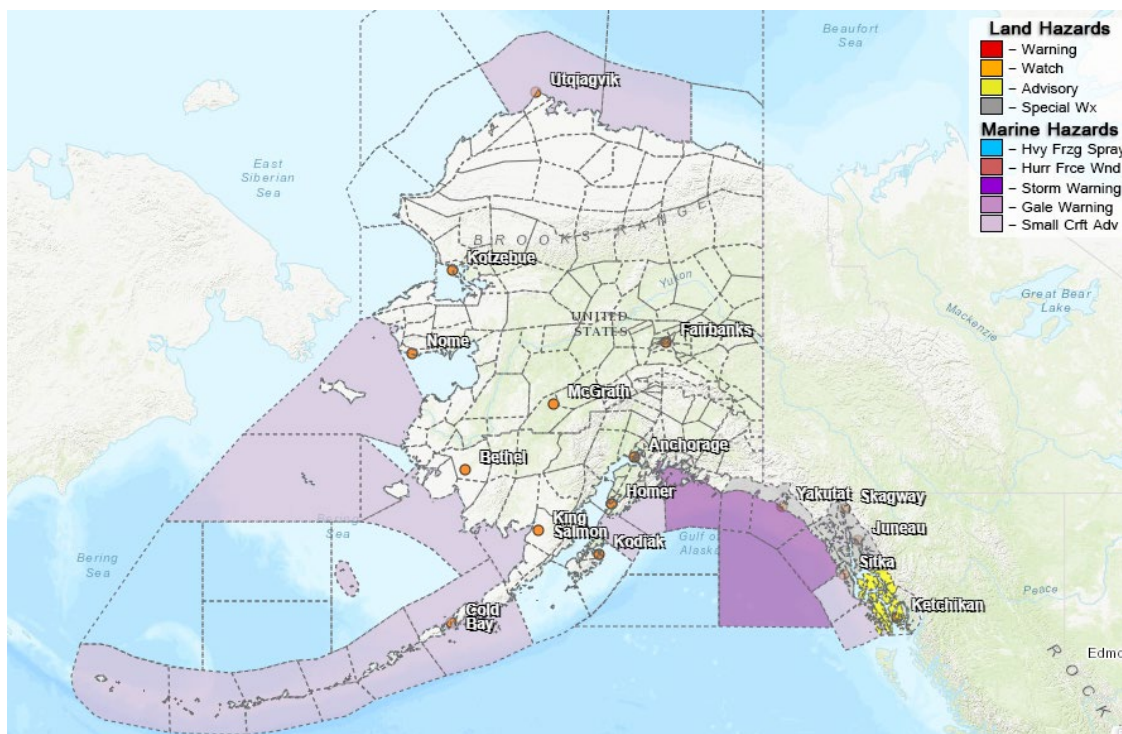 Land Hazards
– Warning
– Watch
– Advisory
– Special Wx
Marine Hazards
– Hvy Frzg Spray
– Hurr Frce Wnd
– Storm Warning
– Gale Warning
– Small Crft Adv
Beaufort
Sea
Utqiagvik
East
Siberian
Sea
BROOKS RANGE
Kotzebue
Yukon
Great Bear
Lake
Mackenzie
UNITED
STATES
Fairbanks
Nome
McGrath
Anchorage
Bethel
Homer
Yakutat
Skagway
King
Salmon
Juneau
Bering Sea
Gulf of
Alaska
Kodiak
Bering
Sea
Sitka
Peace
Cold
Bay
Ketchikan
Edmo
ROCK